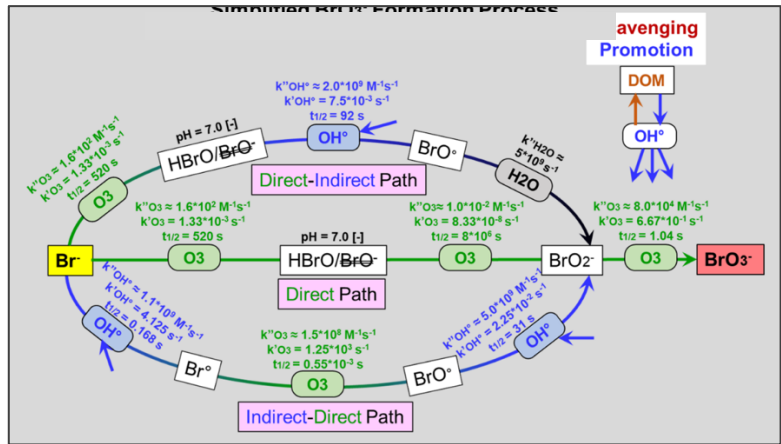 Simplified BrO3- Formation Process
avenging
Promotion
DOM
OH°
k"OH° ≈ 2.0*10⁹ M⁻¹s⁻¹
k'OH° = 7.5*10⁻³ s⁻¹
t1/2 = 92 s
OH°
pH = 7.0 [-]
HBrO/BrO⁻
BrO°
k"H2O ≈
5*10⁹ s⁻¹
H2O
k"O3 ≈ 1.6*10² M⁻¹s⁻¹
k'O3 = 1.33*10⁻³ s⁻¹
t1/2 = 520 s
O3
Direct-Indirect Path
k"O3 ≈ 1.6*10² M⁻¹s⁻¹
k'O3 = 1.33*10⁻³ s⁻¹
t1/2 = 520 s
O3
pH = 7.0 [-]
HBrO/BrO⁻
Direct Path
k"O3 ≈ 1.0*10⁻² M⁻¹s⁻¹
k'O3 = 8.33*10⁻⁸ s⁻¹
t1/2 = 8*10⁶ s
O3
BrO2⁻
k"O3 ≈ 8.0*10⁴ M⁻¹s⁻¹
k'O3 = 6.67*10⁻¹ s⁻¹
t1/2 = 1.04 s
O3
BrO3⁻
Br⁻
k"OH° ≈ 1.1*10⁹ M⁻¹s⁻¹
k'OH° = 4.125 s⁻¹
t1/2 = 0.168 s
OH°
Br°
k"O3 ≈ 1.5*10⁸ M⁻¹s⁻¹
k'O3 = 1.25*10³ s⁻¹
t1/2 = 0.55*10⁻³ s
O3
BrO°
k"OH° ≈ 5.0*10⁹ M⁻¹s⁻¹
k'OH° = 2.25*10⁻² s⁻¹
t1/2 = 31 s
OH°
Indirect-Direct Path